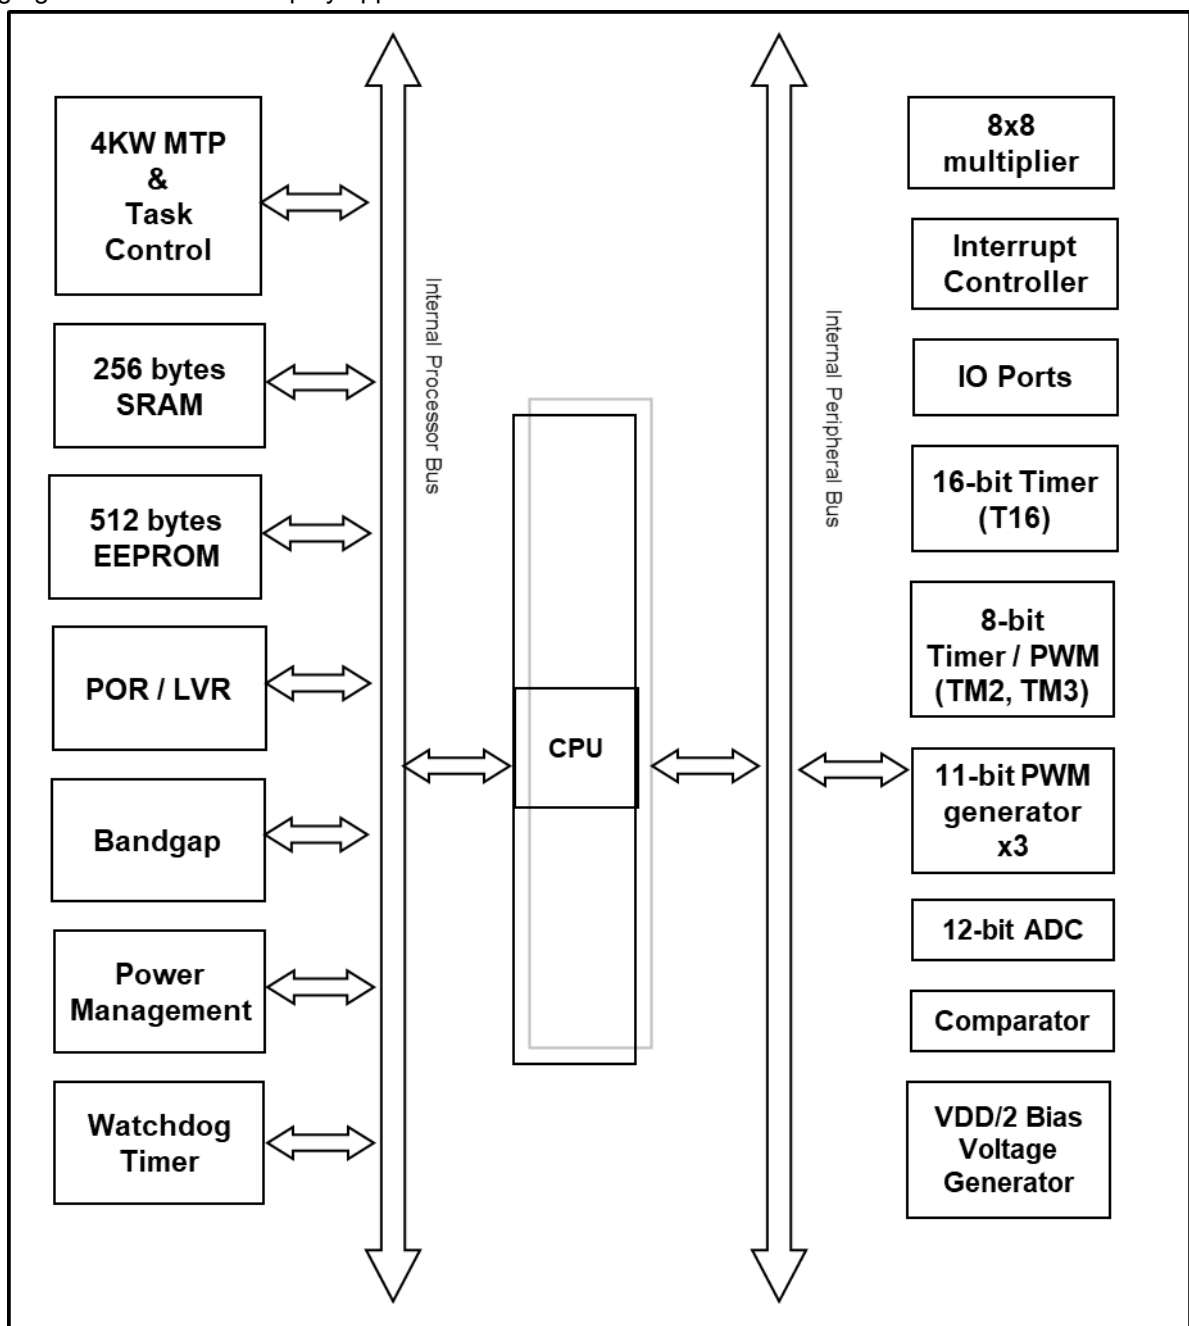 4KW MTP
&
Task
Control
256 bytes
SRAM
512 bytes
EEPROM
POR / LVR
Bandgap
Power
Management
Watchdog
Timer
Internal Processor Bus
CPU
Internal Peripheral Bus
8x8
multiplier
Interrupt
Controller
IO Ports
16-bit Timer
(T16)
8-bit
Timer / PWM
(TM2, TM3)
11-bit PWM
generator
x3
12-bit ADC
Comparator
VDD/2 Bias
Voltage
Generator